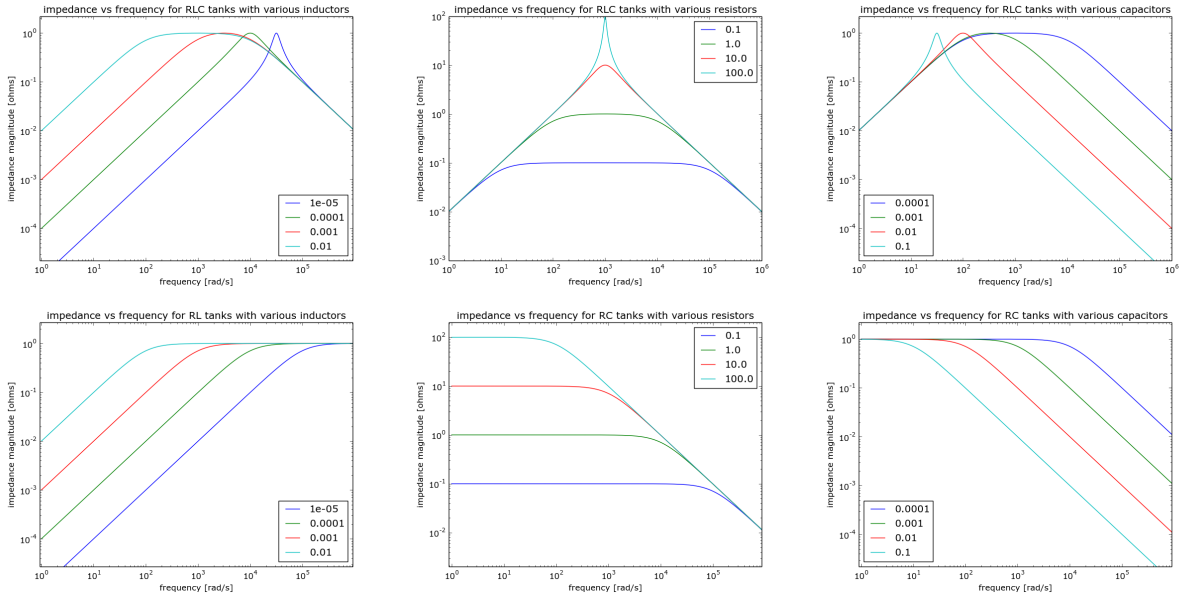 impedance vs frequency for RLC tanks with various inductors
impedance magnitude [ohms]
10^0
10^-1
10^-2
10^-3
10^-4
1e-05
0.0001
0.001
0.01
10^0 10^1 10^2 10^3 10^4 10^5
frequency [rad/s]
impedance vs frequency for RLC tanks with various resistors
impedance magnitude [ohms]
10^2
10^1
10^0
10^-1
10^-2
10^-3
0.1
1.0
10.0
100.0
10^0 10^1 10^2 10^3 10^4 10^5 10^6
frequency [rad/s]
impedance vs frequency for RLC tanks with various capacitors
impedance magnitude [ohms]
10^0
10^-1
10^-2
10^-3
10^-4
0.0001
0.001
0.01
0.1
10^0 10^1 10^2 10^3 10^4 10^5 10^6
frequency [rad/s]
impedance vs frequency for RL tanks with various inductors
impedance magnitude [ohms]
10^0
10^-1
10^-2
10^-3
10^-4
1e-05
0.0001
0.001
0.01
10^0 10^1 10^2 10^3 10^4 10^5
frequency [rad/s]
impedance vs frequency for RC tanks with various resistors
impedance magnitude [ohms]
10^2
10^1
10^0
10^-1
10^-2
0.1
1.0
10.0
100.0
10^0 10^1 10^2 10^3 10^4 10^5
frequency [rad/s]
impedance vs frequency for RC tanks with various capacitors
impedance magnitude [ohms]
10^0
10^-1
10^-2
10^-3
10^-4
0.0001
0.001
0.01
0.1
10^0 10^1 10^2 10^3 10^4 10^5
frequency [rad/s]